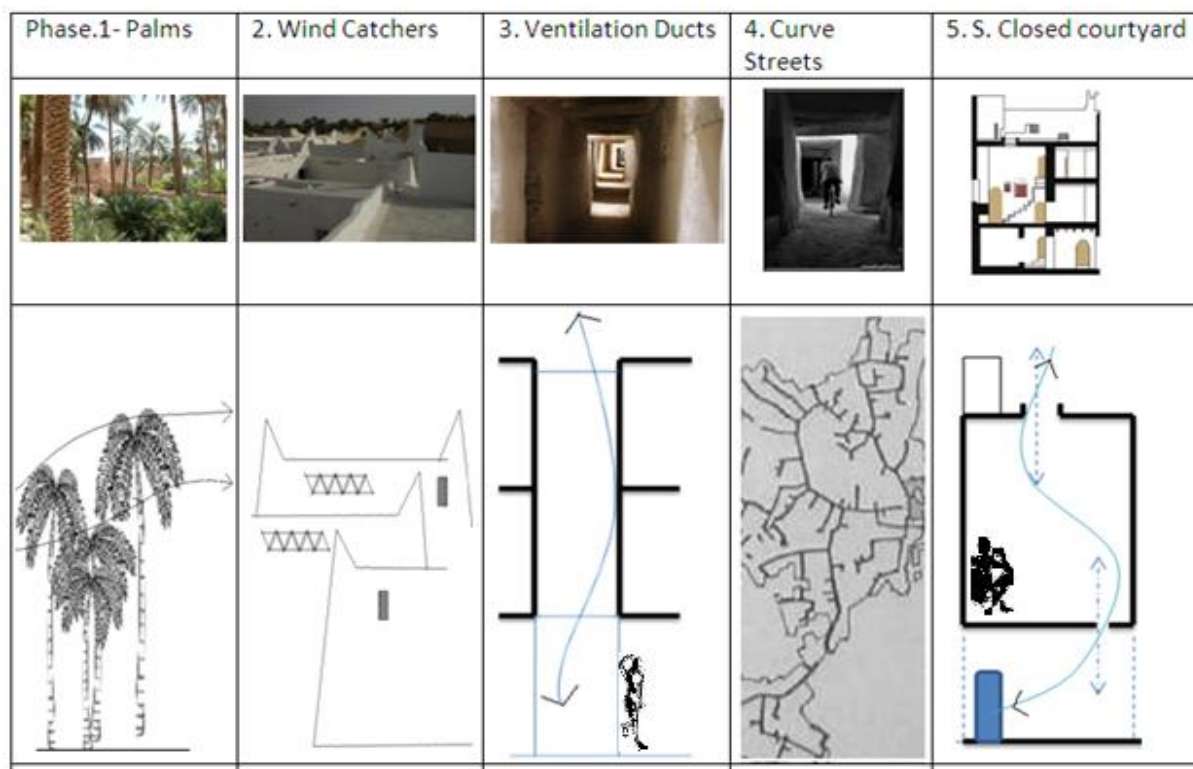 Phase.1- Palms
2. Wind Catchers
3. Ventilation Ducts
4. Curve
Streets
5. S. Closed courtyard